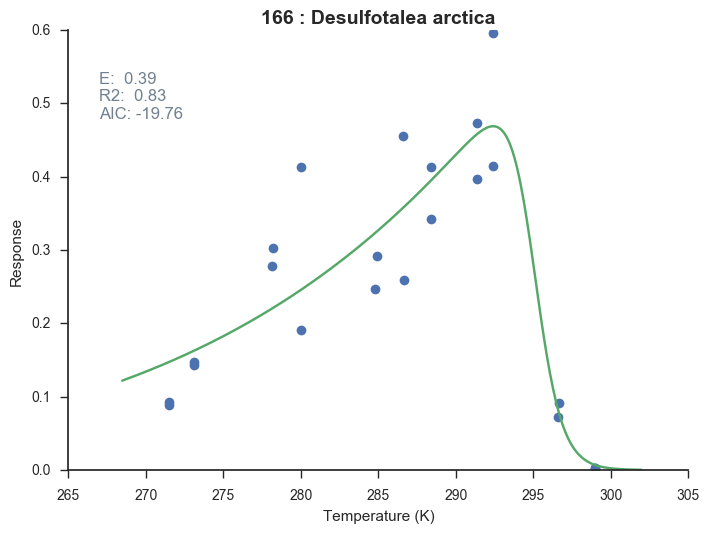 166 : Desulfotalea arctica
E:  0.39
R2:  0.83
AIC: -19.76
Response
0.6
0.5
0.4
0.3
0.2
0.1
0.0
265 270 275 280 285 290 295 300 305
Temperature (K)